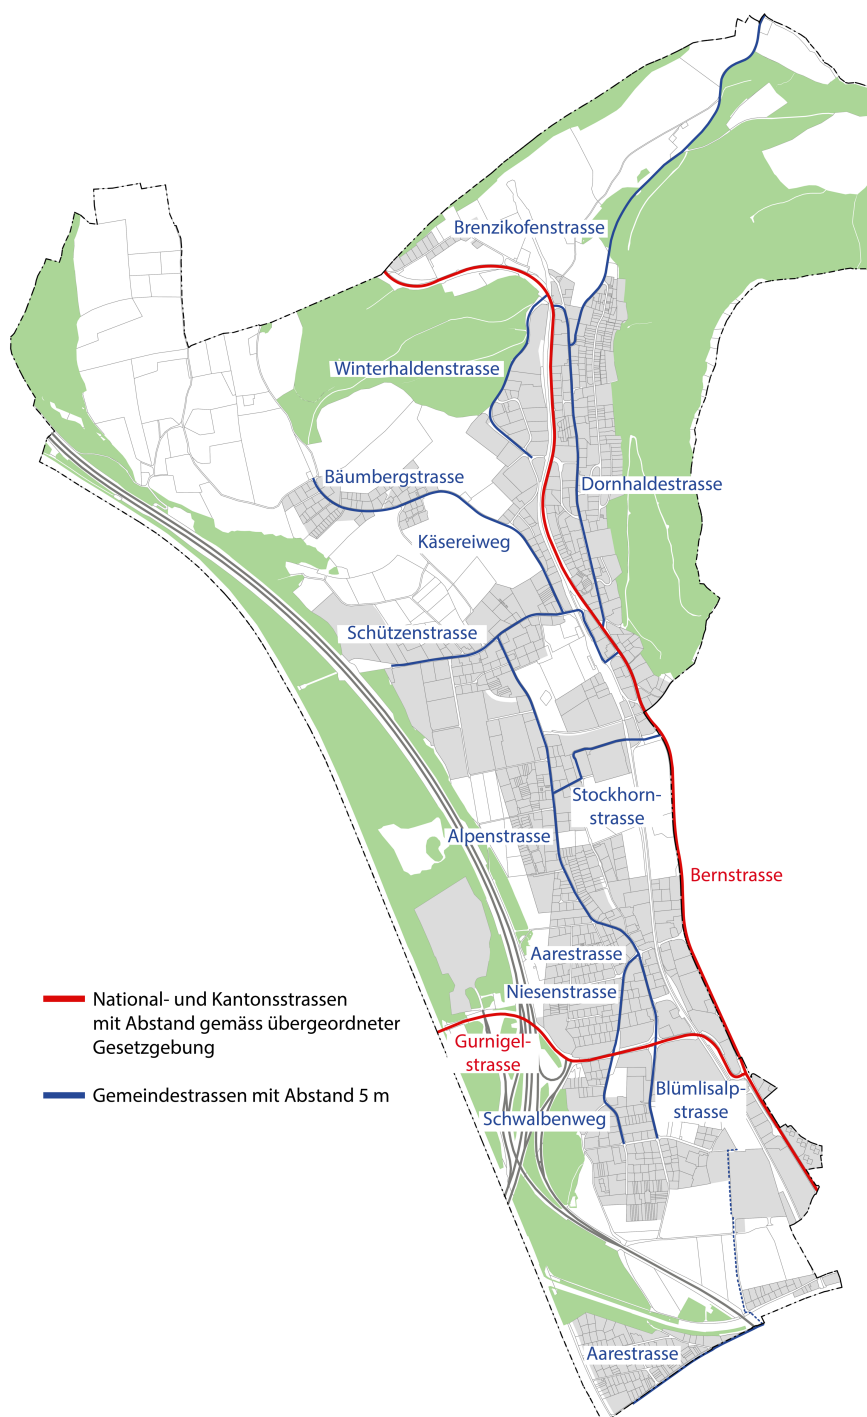 Brenzikofenstrasse
Winterhaldenstrasse
Bäumbergstrasse
Dornhaldestrasse
Käsereiweg
Schützenstrasse
Stockhorn-
strasse
Alpenstrasse
Bernstrasse
Aarestrasse
Niesenstrasse
National- und Kantonsstrassen
mit Abstand gemäss übergeordneter
Gesetzgebung
Gurnigel-
strasse
Gemeindestrassen mit Abstand 5 m
Blümlisalp-
strasse
Schwalbenweg
Aarestrasse